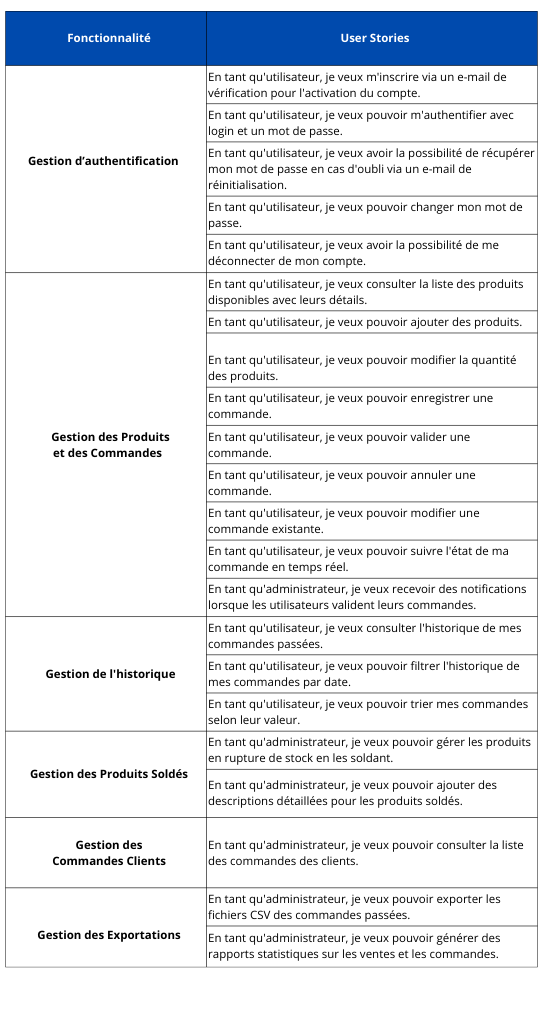 Fonctionnalité
User Stories
Gestion d’authentification
En tant qu'utilisateur, je veux m'inscrire via un e-mail de
vérification pour l'activation du compte.
En tant qu'utilisateur, je veux pouvoir m'authentifier avec
login et un mot de passe.
En tant qu'utilisateur, je veux avoir la possibilité de récupérer
mon mot de passe en cas d'oubli via un e-mail de
réinitialisation.
En tant qu'utilisateur, je veux pouvoir changer mon mot de
passe.
En tant qu'utilisateur, je veux avoir la possibilité de me
déconnecter de mon compte.
Gestion des Produits
et des Commandes
En tant qu'utilisateur, je veux consulter la liste des produits
disponibles avec leurs détails.
En tant qu'utilisateur, je veux pouvoir ajouter des produits.
En tant qu'utilisateur, je veux pouvoir modifier la quantité
des produits.
En tant qu'utilisateur, je veux pouvoir enregistrer une
commande.
En tant qu'utilisateur, je veux pouvoir valider une
commande.
En tant qu'utilisateur, je veux pouvoir annuler une
commande.
En tant qu'utilisateur, je veux pouvoir modifier une
commande existante.
En tant qu'utilisateur, je veux pouvoir suivre l'état de ma
commande en temps réel.
En tant qu'administrateur, je veux recevoir des notifications
lorsque les utilisateurs valident leurs commandes.
Gestion de l'historique
En tant qu'utilisateur, je veux consulter l'historique de mes
commandes passées.
En tant qu'utilisateur, je veux pouvoir filtrer l'historique de
mes commandes par date.
En tant qu'utilisateur, je veux pouvoir trier mes commandes
selon leur valeur.
Gestion des Produits Soldés
En tant qu'administrateur, je veux pouvoir gérer les produits
en rupture de stock en les soldant.
En tant qu'administrateur, je veux pouvoir ajouter des
descriptions détaillées pour les produits soldés.
Gestion des
Commandes Clients
En tant qu'administrateur, je veux pouvoir consulter la liste
des commandes des clients.
Gestion des Exportations
En tant qu'administrateur, je veux pouvoir exporter les
fichiers CSV des commandes passées.
En tant qu'administrateur, je veux pouvoir générer des
rapports statistiques sur les ventes et les commandes.